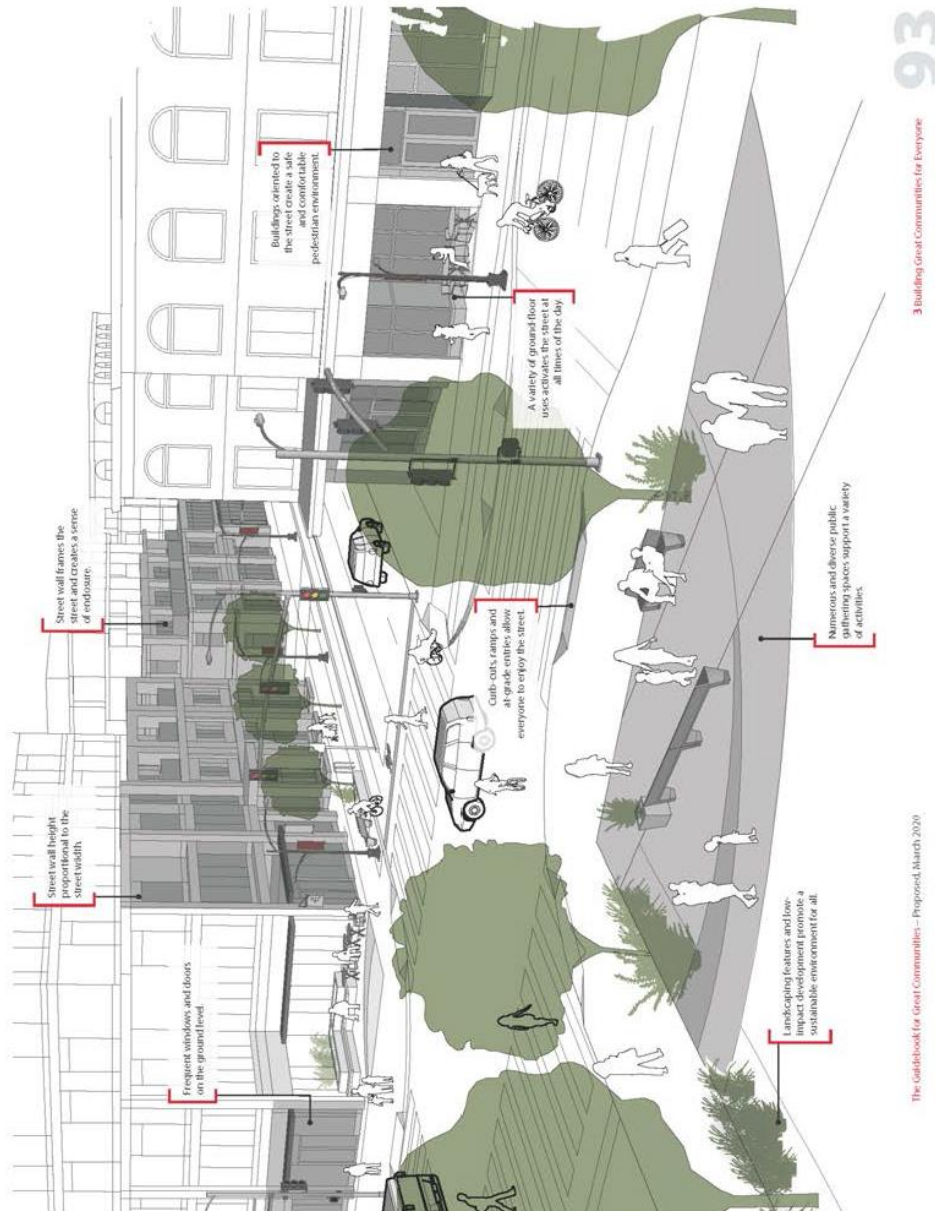 Frequent windows and doors
on the ground level.
Street wall height
proportional to the
street width.
Street wall frames the
street and creates a sense
of enclosure.
Buildings oriented to
the street create a safe
and comfortable
pedestrian environment.
A variety of ground-floor
uses activates the street at
all times of the day.
Curb-cuts, ramps and
at-grade entries allow
everyone to enjoy the street.
Landscaping features and low-
impact development promote a
sustainable environment for all.
Numerous and diverse public
gathering spaces support a variety
of activities.
The Guidebook for Great Communities – Proposed, March 2020
3 Building Great Communities for Everyone
93